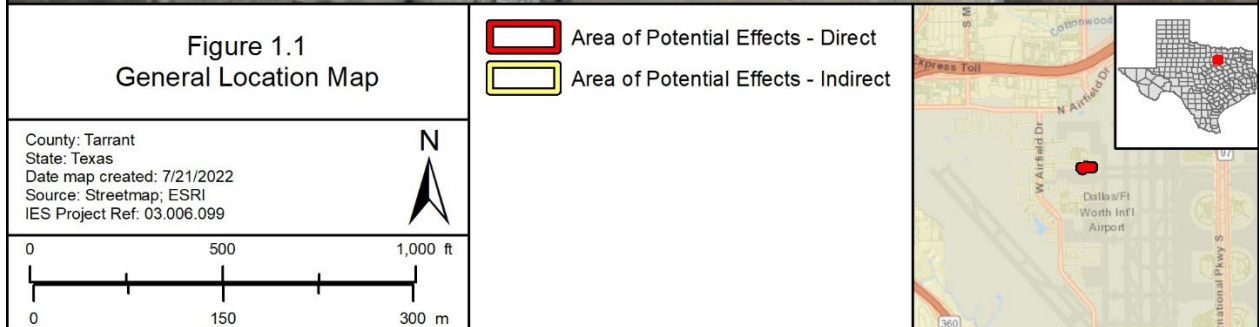 Figure 1.1
General Location Map
County: Tarrant
State: Texas
Date map created: 7/21/2022
Source: Streetmap; ESRI
IES Project Ref: 03.006.099
N
0 500 1,000 ft
0 150 300 m
Area of Potential Effects - Direct
Area of Potential Effects - Indirect
S M
Cottonwood
Express Toll
N Airfield Dr
W Airfield Dr
97
Dallas/Ft
Worth Int'l
Airport
rnational Pkwy S
360